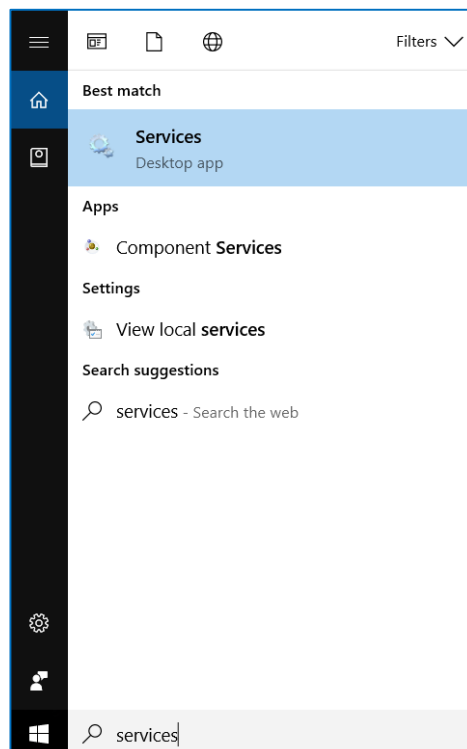 Filters
Best match
Services
Desktop app
Apps
Component Services
Settings
View local services
Search suggestions
services - Search the web
services